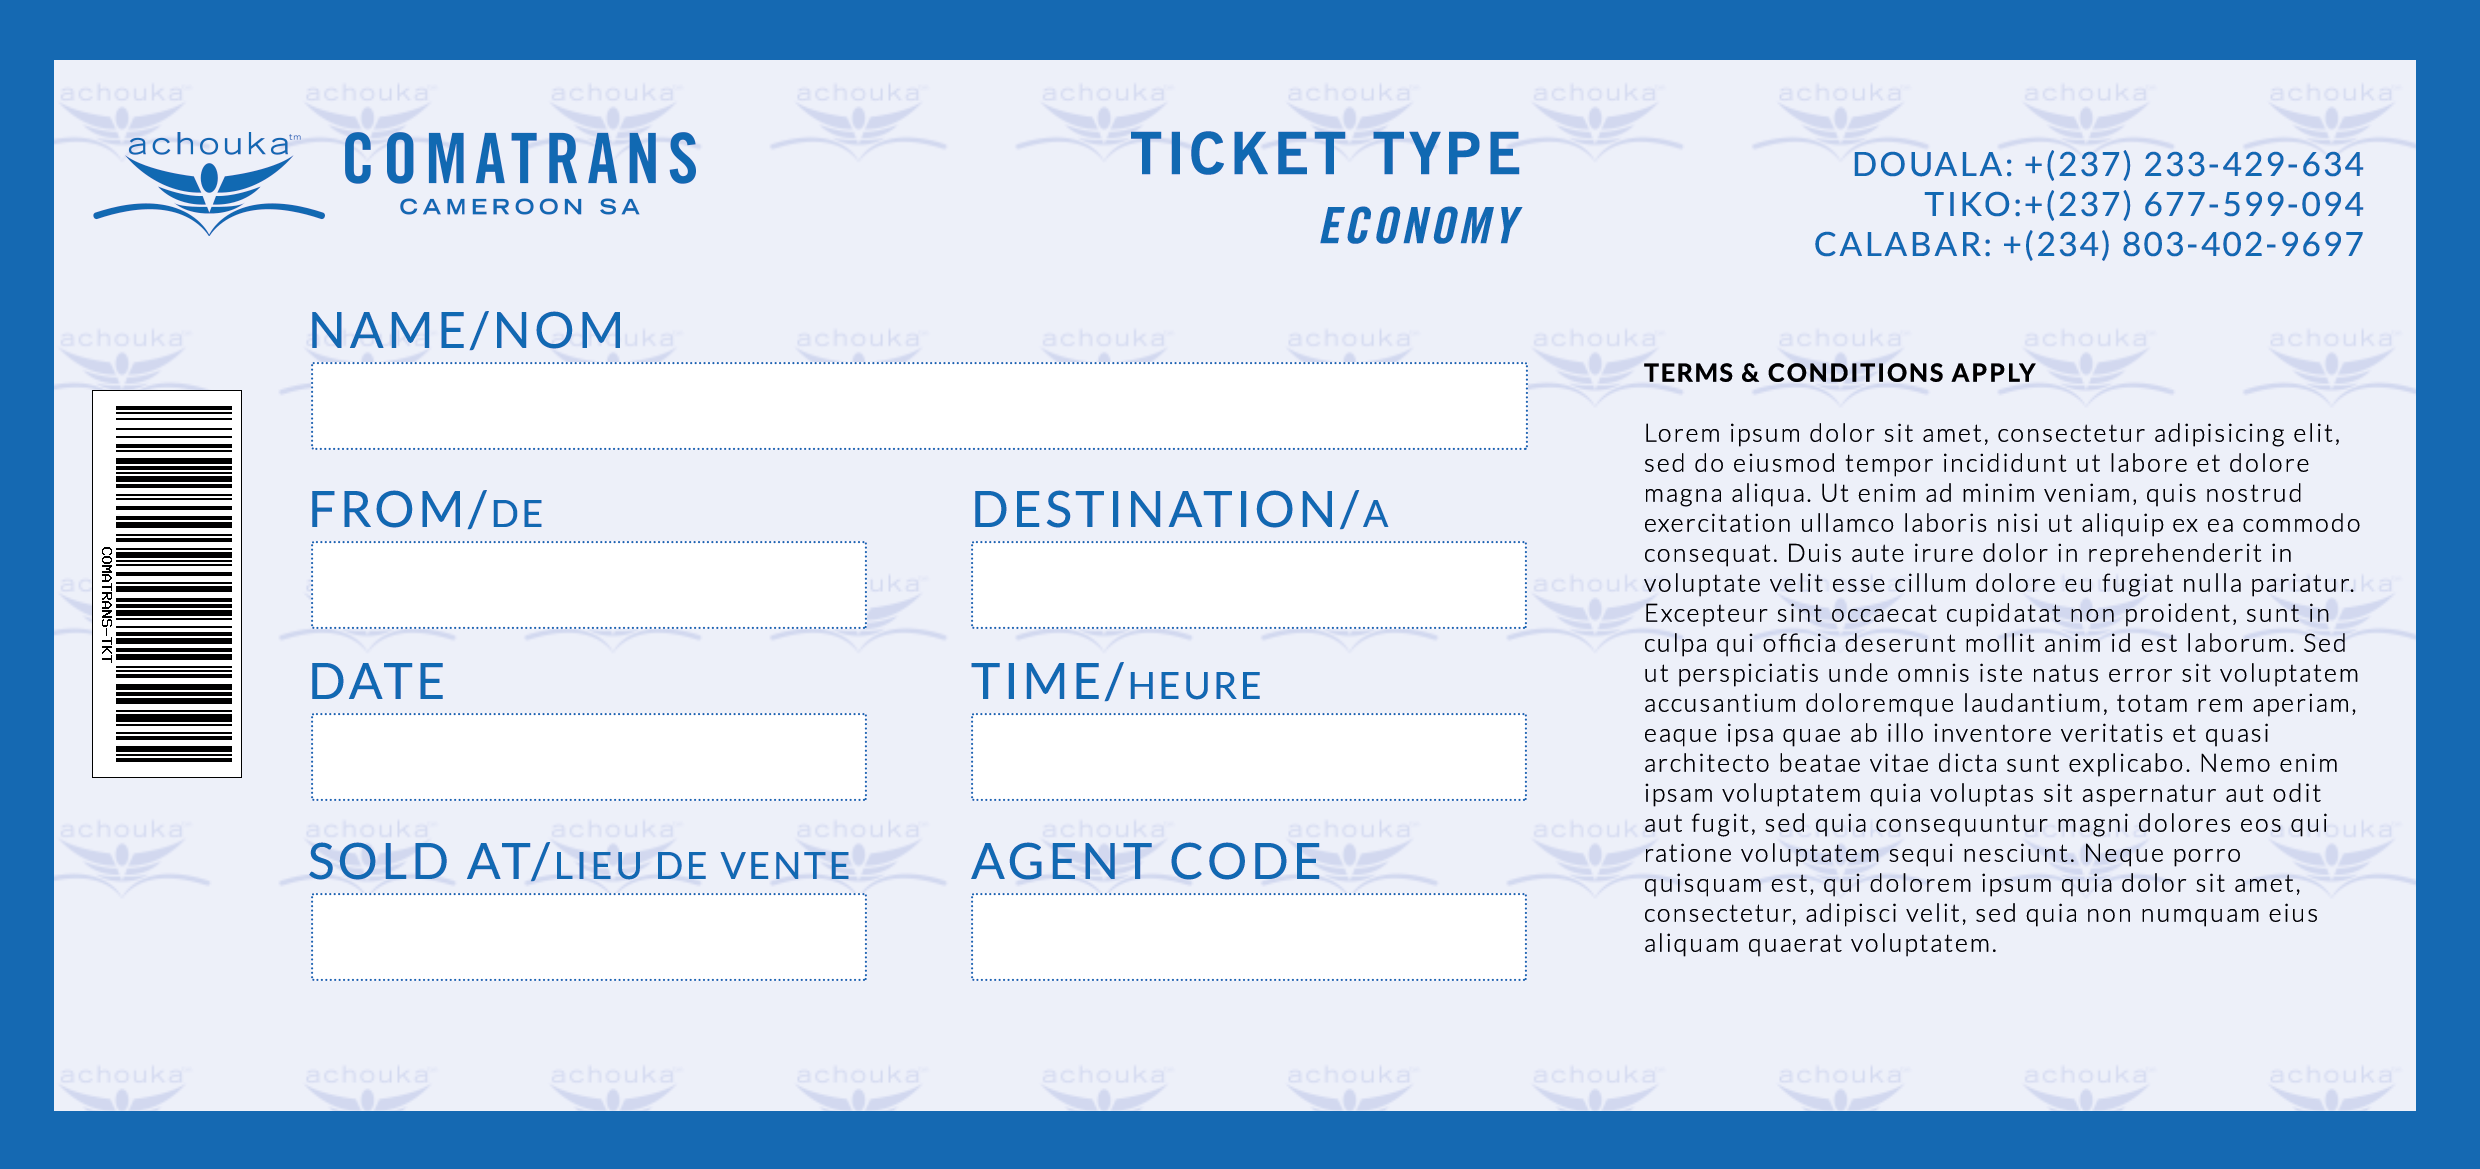 achouka™
COMATRANS
CAMEROON SA
TICKET TYPE
ECONOMY
DOUALA: +(237) 233-429-634
TIKO:+(237) 677-599-094
CALABAR: +(234) 803-402-9697
COMATRANS-TKT
NAME/NOM
FROM/DE
DESTINATION/A
DATE
TIME/HEURE
SOLD AT/LIEU DE VENTE
AGENT CODE
TERMS & CONDITIONS APPLY
Lorem ipsum dolor sit amet, consectetur adipisicing elit,
sed do eiusmod tempor incididunt ut labore et dolore
magna aliqua. Ut enim ad minim veniam, quis nostrud
exercitation ullamco laboris nisi ut aliquip ex ea commodo
consequat. Duis aute irure dolor in reprehenderit in
voluptate velit esse cillum dolore eu fugiat nulla pariatur.
Excepteur sint occaecat cupidatat non proident, sunt in
culpa qui officia deserunt mollit anim id est laborum. Sed
ut perspiciatis unde omnis iste natus error sit voluptatem
accusantium doloremque laudantium, totam rem aperiam,
eaque ipsa quae ab illo inventore veritatis et quasi
architecto beatae vitae dicta sunt explicabo. Nemo enim
ipsam voluptatem quia voluptas sit aspernatur aut odit
aut fugit, sed quia consequuntur magni dolores eos qui
ratione voluptatem sequi nesciunt. Neque porro
quisquam est, qui dolorem ipsum quia dolor sit amet,
consectetur, adipisci velit, sed quia non numquam eius
aliquam quaerat voluptatem.